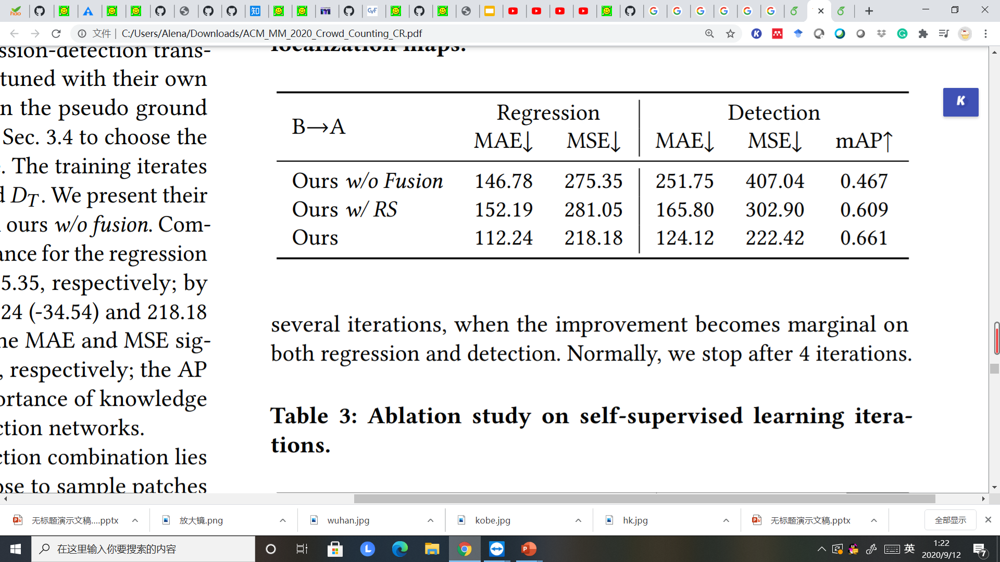 hao
知
GyF
文件
C:/Users/Alena/Downloads/ACM_MM_2020_Crowd_Counting_CR.pdf
ssion-detection trans-
tuned with their own
n the pseudo ground
Sec. 3.4 to choose the
. The training iterates
d D_T. We present their
ours w/o fusion. Com-
ance for the regression
5.35, respectively; by
24 (-34.54) and 218.18
he MAE and MSE sig-
, respectively; the AP
ortance of knowledge
ction networks.
ction combination lies
ose to sample patches
localization maps.
B→A Regression Detection
MAE↓ MSE↓ MAE↓ MSE↓ mAP↑
Ours w/o Fusion 146.78 275.35 251.75 407.04 0.467
Ours w/ RS 152.19 281.05 165.80 302.90 0.609
Ours 112.24 218.18 124.12 222.42 0.661
several iterations, when the improvement becomes marginal on
both regression and detection. Normally, we stop after 4 iterations.
Table 3: Ablation study on self-supervised learning itera-
tions.
K
无标题演示文稿....pptx
放大镜.png
wuhan.jpg
kobe.jpg
hk.jpg
无标题演示文稿.pptx
全部显示
在这里输入你要搜索的内容
英
1:22
2020/9/12
7